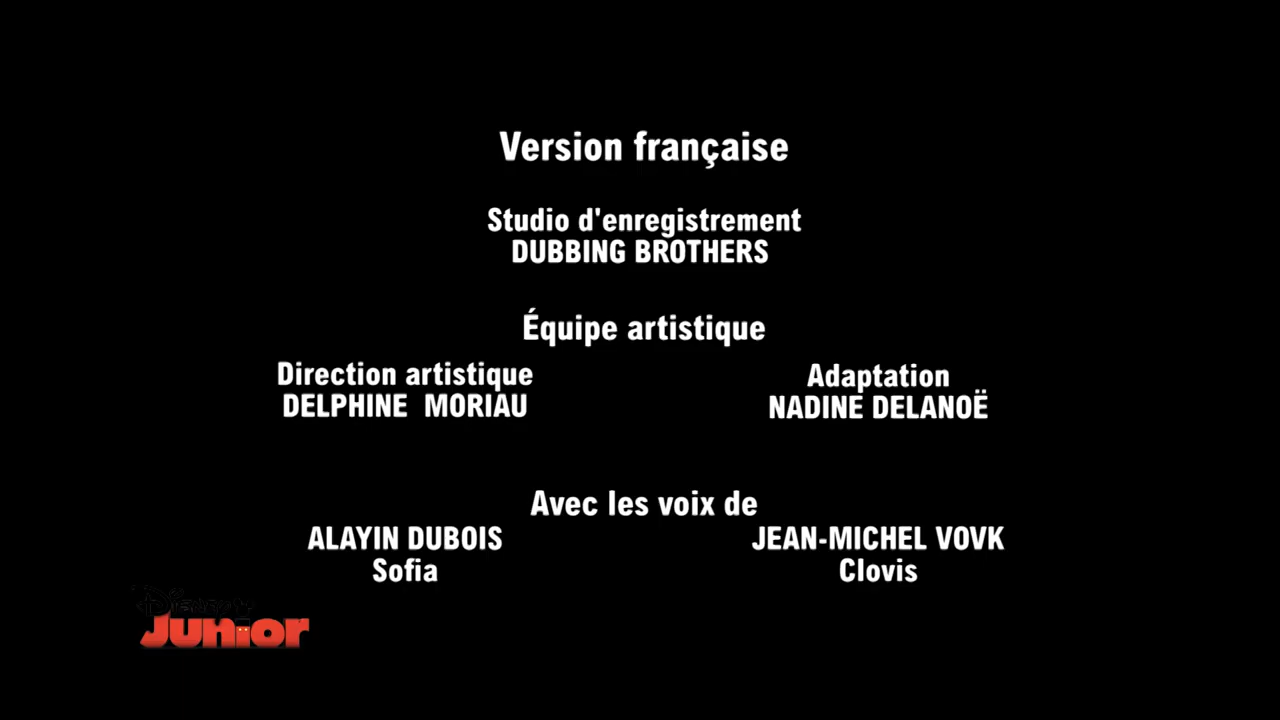 Version française
Studio d'enregistrement
DUBBING BROTHERS
Équipe artistique
Direction artistique
DELPHINE MORIAU
Adaptation
NADINE DELANOË
Avec les voix de
ALAYIN DUBOIS
Sofia
JEAN-MICHEL VOVK
Clovis
Disney
Junior